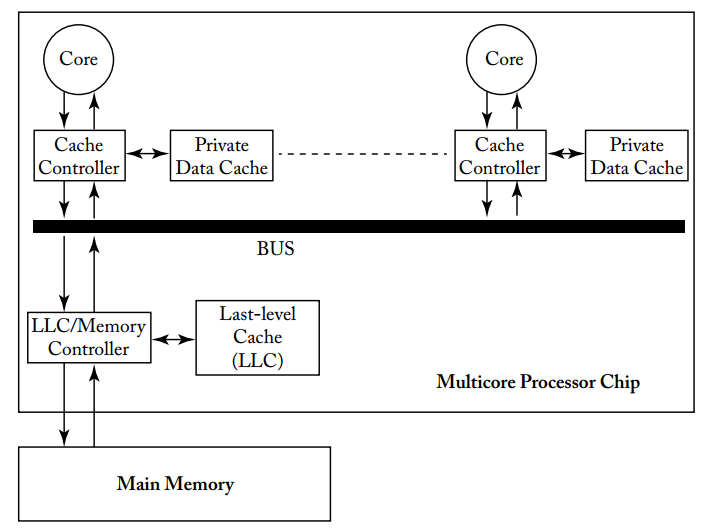 Core
Core
Cache
Controller
Private
Data Cache
Cache
Controller
Private
Data Cache
BUS
LLC/Memory
Controller
Last-level
Cache
(LLC)
Multicore Processor Chip
Main Memory